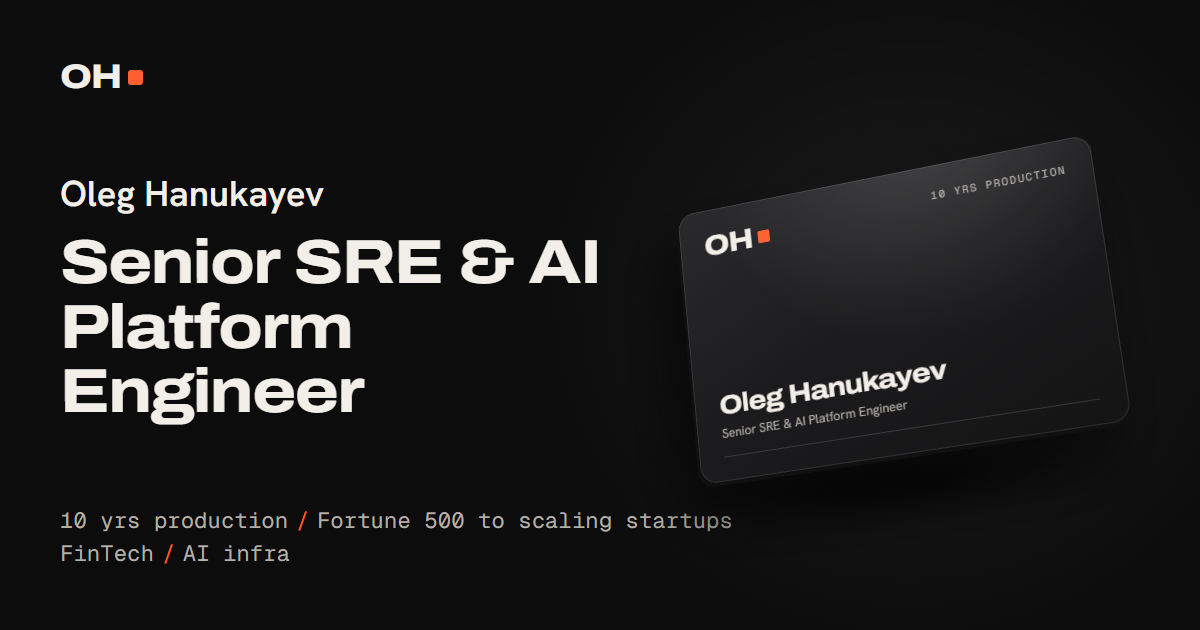 OH
Oleg Hanukayev
Senior SRE & AI
Platform
Engineer
10 yrs production / Fortune 500 to scaling startups
FinTech / AI infra
10 YRS PRODUCTION
OH
Oleg Hanukayev
Senior SRE & AI Platform Engineer